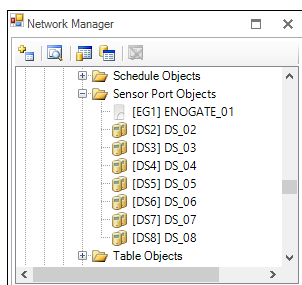 Network Manager
Schedule Objects
Sensor Port Objects
[EG1] ENOGATE_01
[DS2] DS_02
[DS3] DS_03
[DS4] DS_04
[DS5] DS_05
[DS6] DS_06
[DS7] DS_07
[DS8] DS_08
Table Objects